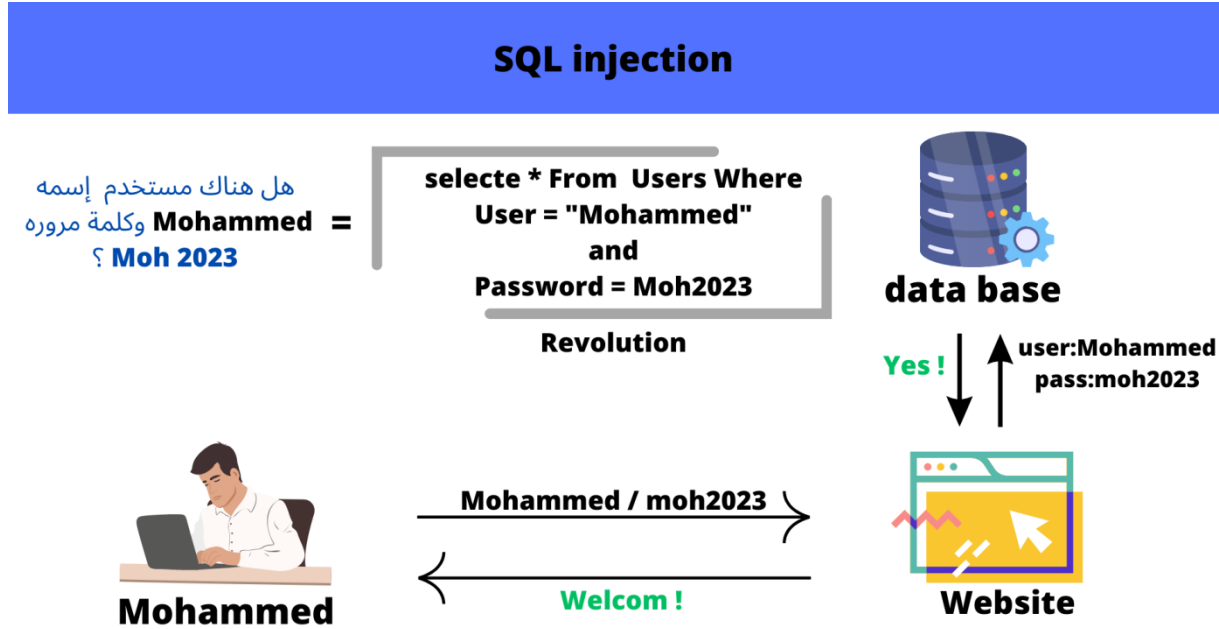 SQL injection
هل هناك مستخدم إسمه
Mohammed وكلمة مروره
Moh 2023 ؟
=
selecte * From Users Where
User = "Mohammed"
and
Password = Moh2023
Revolution
data base
Yes !
user:Mohammed
pass:moh2023
Mohammed / moh2023
Welcom !
Mohammed
Website